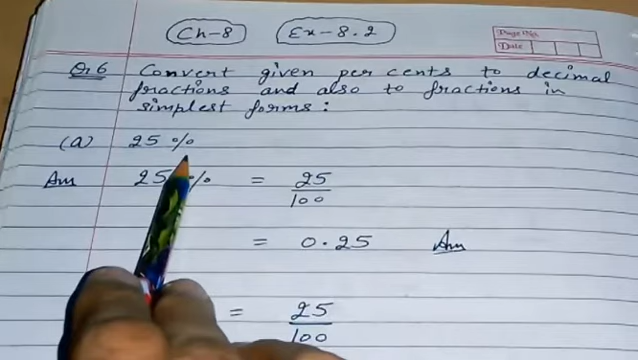 Ch-8 Ex-8.2
Page No.
Date
Q.6 Convert given per cents to decimal
fractions and also to fractions in
simplest forms :
(a) 25 %
Ans 25 % = 25
100
= 0.25 Ans
= 25
100